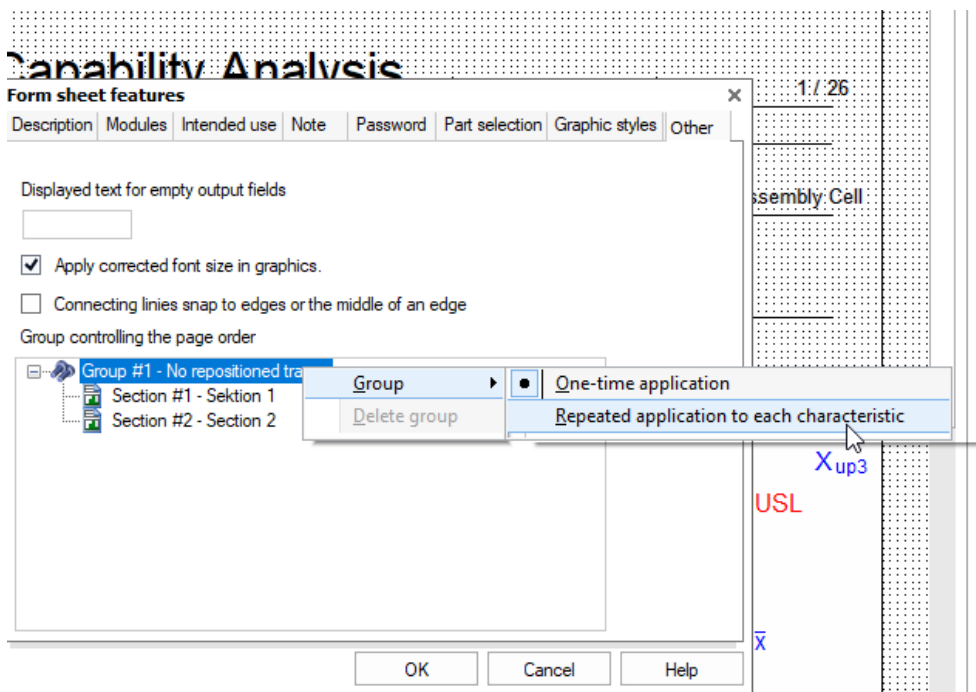 Capability Analysis
Form sheet features
1 / 26
Description Modules Intended use Note Password Part selection Graphic styles Other
Displayed text for empty output fields
ssembly Cell
Apply corrected font size in graphics.
Connecting linies snap to edges or the middle of an edge
Group controlling the page order
Group #1 - No repositioned tra
Group
One-time application
Section #1 - Sektion 1
Delete group
Repeated application to each characteristic
Section #2 - Section 2
Xup3
USL
x̅
OK Cancel Help